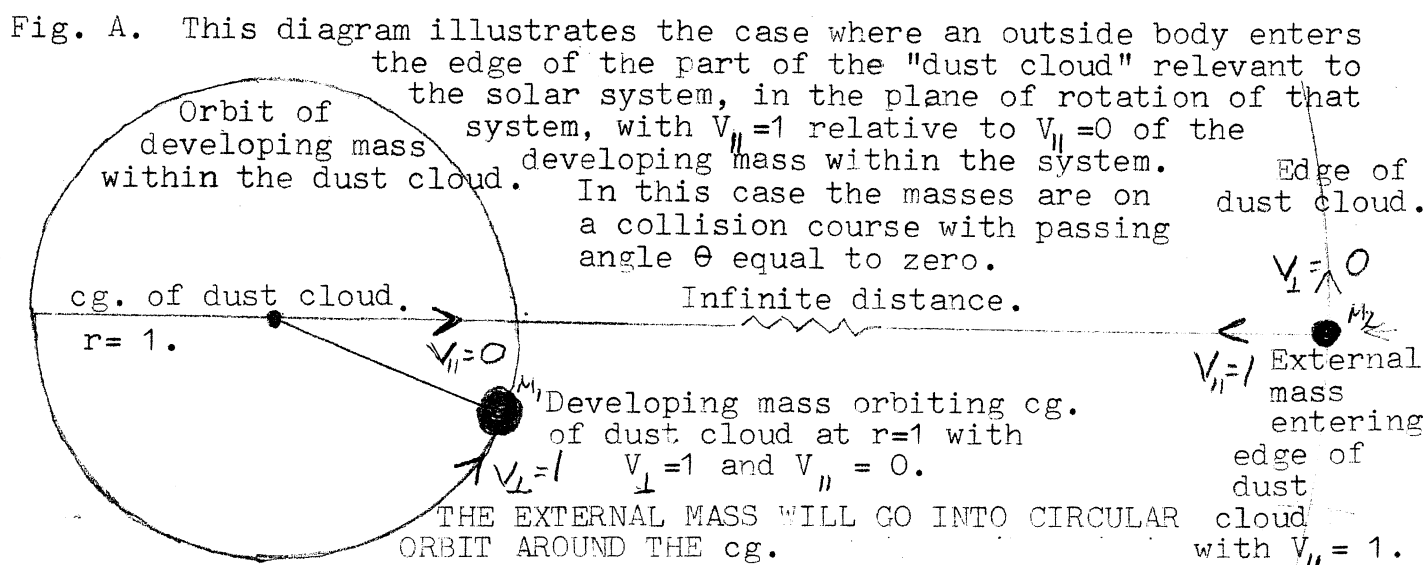 Fig. A. This diagram illustrates the case where an outside body enters
the edge of the part of the "dust cloud" relevant to
the solar system, in the plane of rotation of that
system, with V∥=1 relative to V∥=0 of the
developing mass within the system.
In this case the masses are on
a collision course with passing
angle θ equal to zero.
Orbit of
developing mass
within the dust cloud.
Edge of
dust cloud.
V⊥=0
cg. of dust cloud.
Infinite distance.
r= 1.
V∥=0
M₂
V∥=1
External
mass
entering
edge of
dust
cloud
with V∥= 1.
M₁
Developing mass orbiting cg.
of dust cloud at r=1 with
V⊥=1 and V∥ = 0.
V⊥=1
THE EXTERNAL MASS WILL GO INTO CIRCULAR
ORBIT AROUND THE cg.